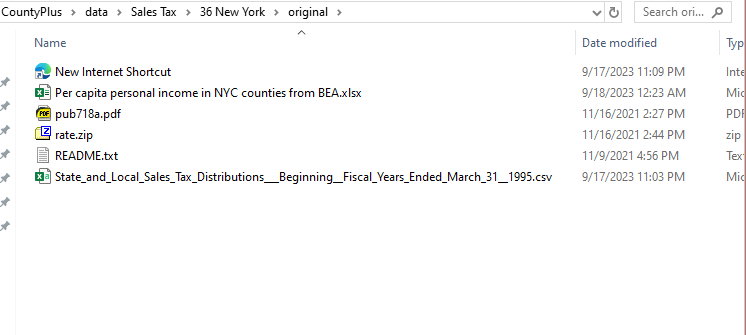 CountyPlus > data > Sales Tax > 36 New York > original > Search ori...
Name Date modified Typ
New Internet Shortcut 9/17/2023 11:09 PM Inte
Per capita personal income in NYC counties from BEA.xlsx 9/18/2023 12:23 AM Mic
pub718a.pdf 11/16/2021 2:27 PM PDF
rate.zip 11/16/2021 2:44 PM zip
README.txt 11/9/2021 4:56 PM Text
State_and_Local_Sales_Tax_Distributions___Beginning__Fiscal_Years_Ended_March_31__1995.csv 9/17/2023 11:03 PM Mic